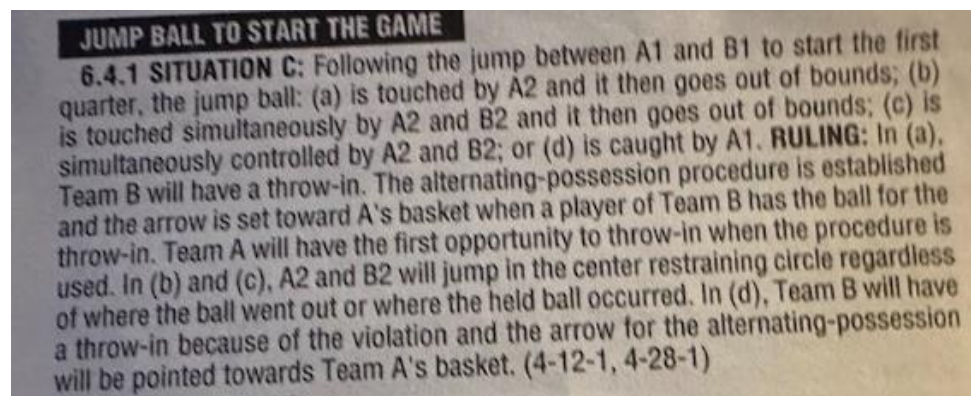 JUMP BALL TO START THE GAME
6.4.1 SITUATION C: Following the jump between A1 and B1 to start the first
quarter, the jump ball: (a) is touched by A2 and it then goes out of bounds; (b)
is touched simultaneously by A2 and B2 and it then goes out of bounds; (c) is
simultaneously controlled by A2 and B2; or (d) is caught by A1. RULING: In (a),
Team B will have a throw-in. The alternating-possession procedure is established
and the arrow is set toward A's basket when a player of Team B has the ball for the
throw-in. Team A will have the first opportunity to throw-in when the procedure is
used. In (b) and (c), A2 and B2 will jump in the center restraining circle regardless
of where the ball went out or where the held ball occurred. In (d), Team B will have
a throw-in because of the violation and the arrow for the alternating-possession
will be pointed towards Team A's basket. (4-12-1, 4-28-1)